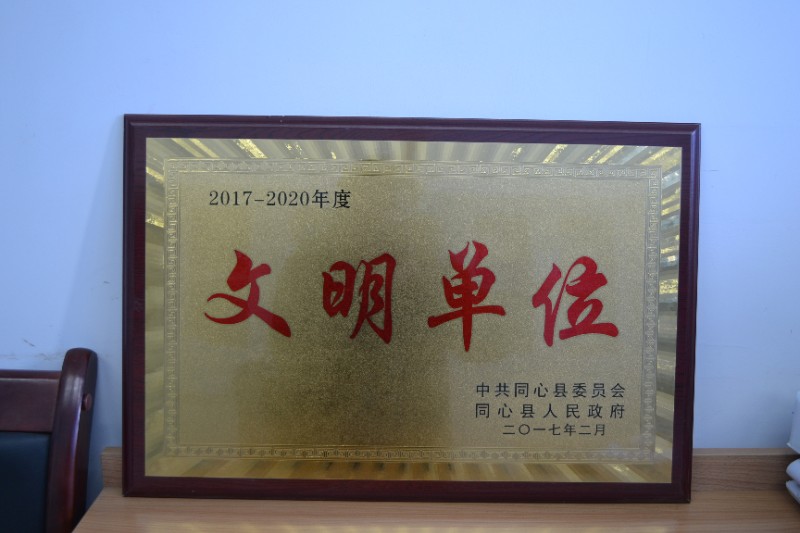 2017-2020年度
文明单位
中共同心县委员会
同心县人民政府
二〇一七年二月